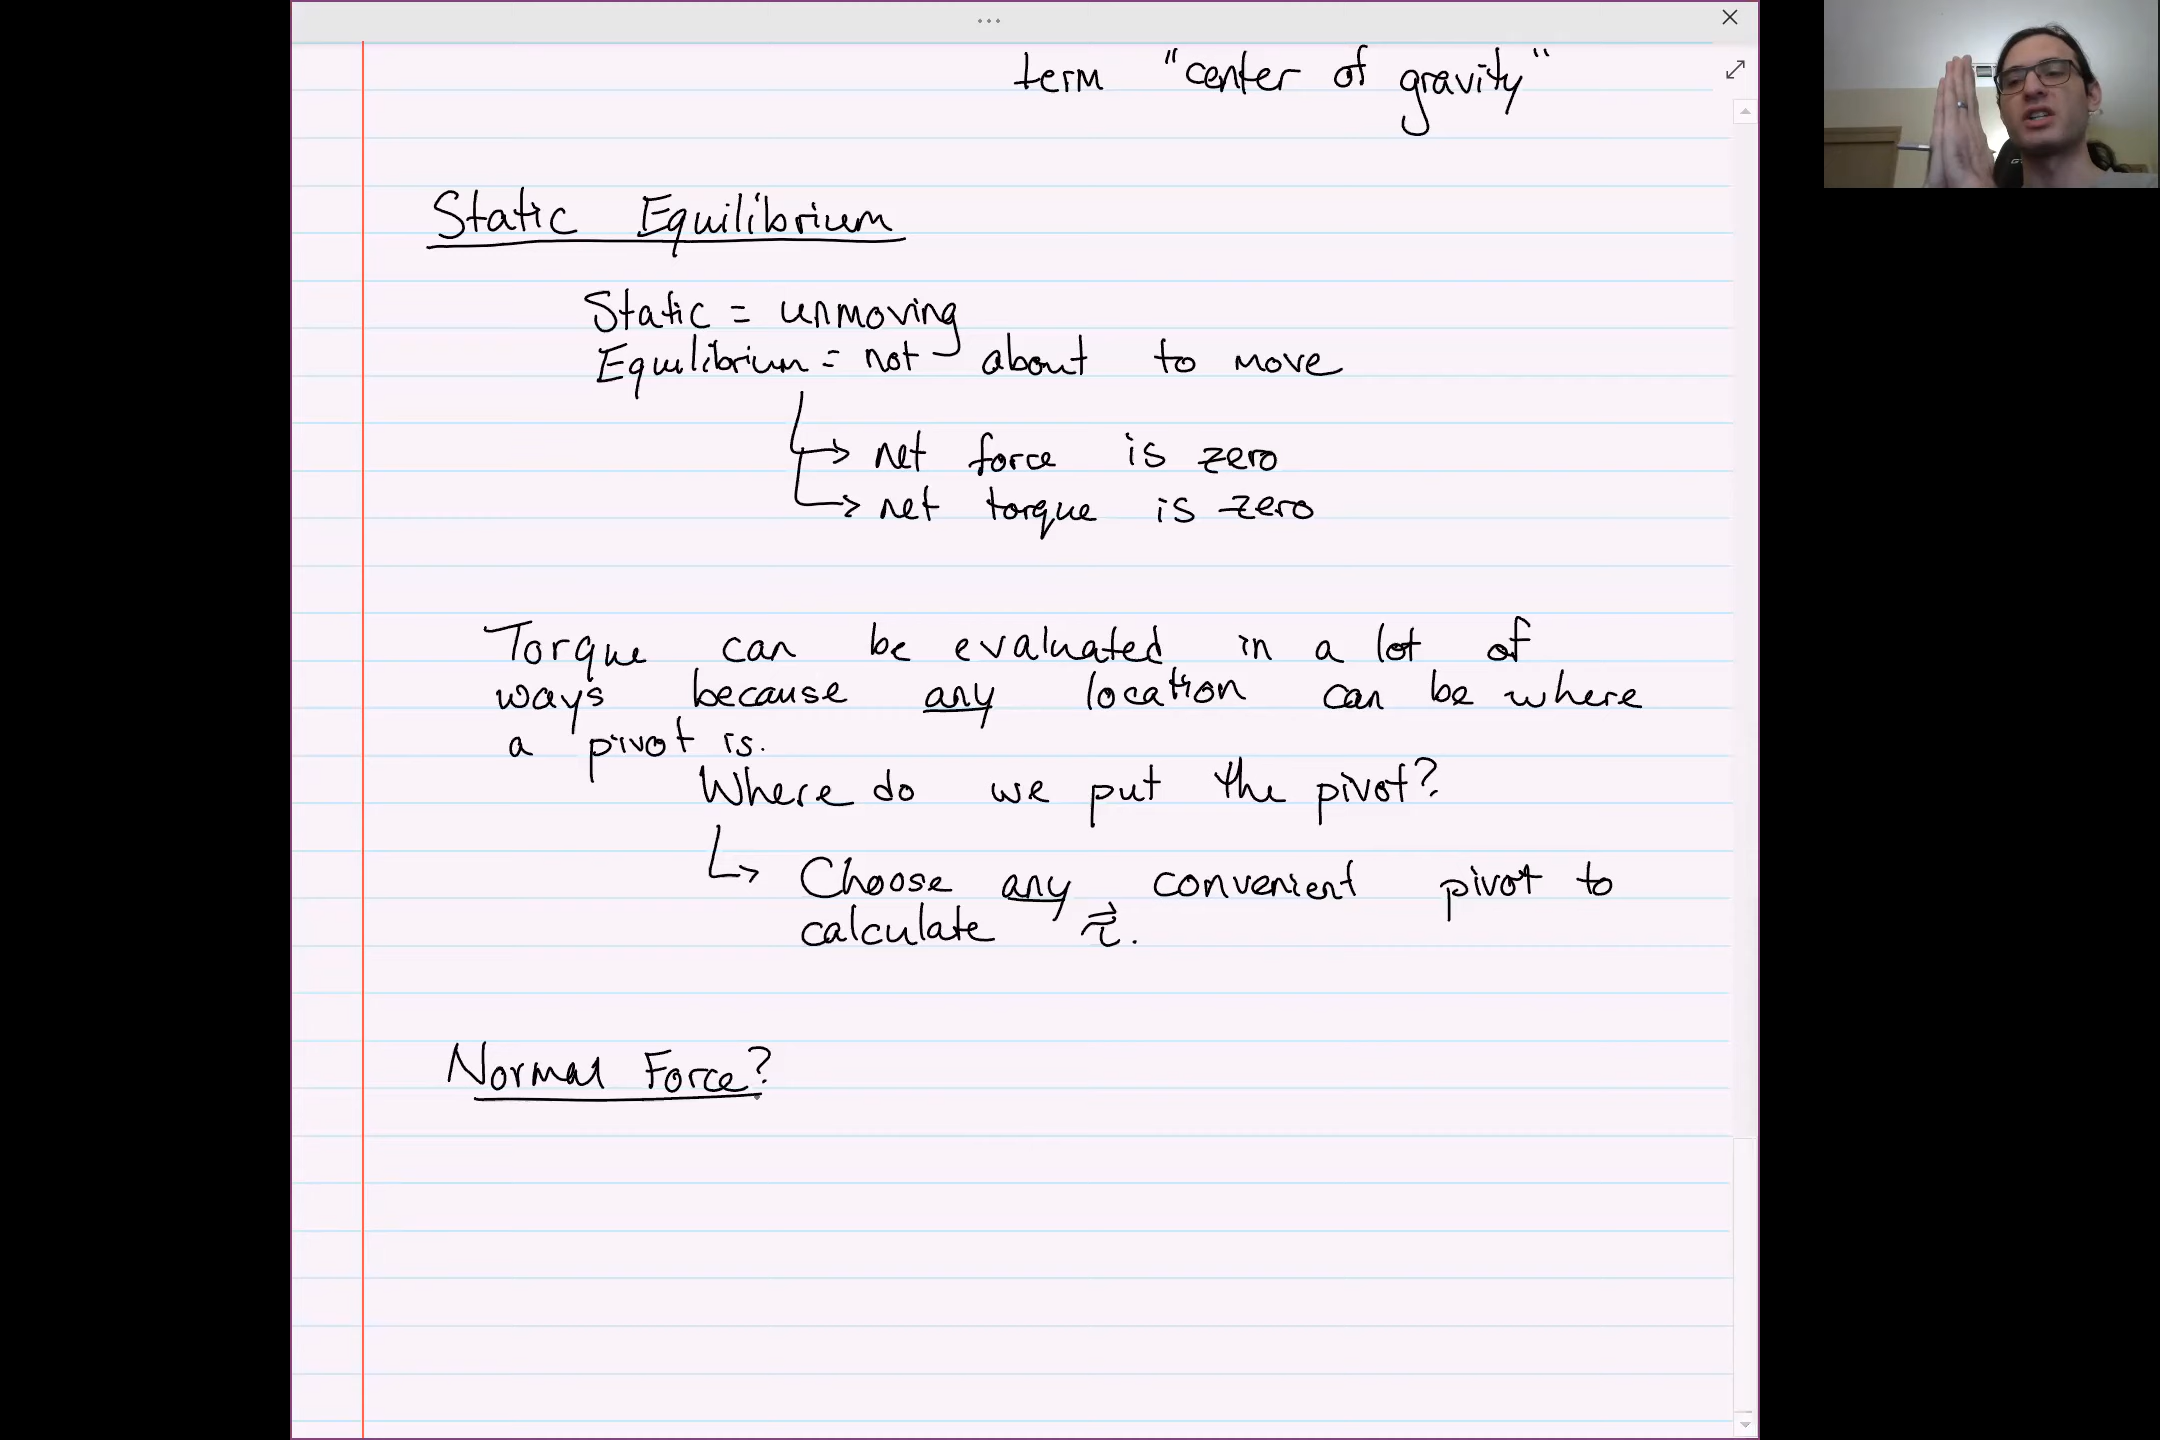 term "center of gravity"
Static Equilibrium
Static = unmoving
Equilibrium = not about to move
→ net force is zero
→ net torque is zero
Torque can be evaluated in a lot of
ways because any location can be where
a pivot is.
Where do we put the pivot?
→ Choose any convenient pivot to
calculate τ⃗.
Normal Force?